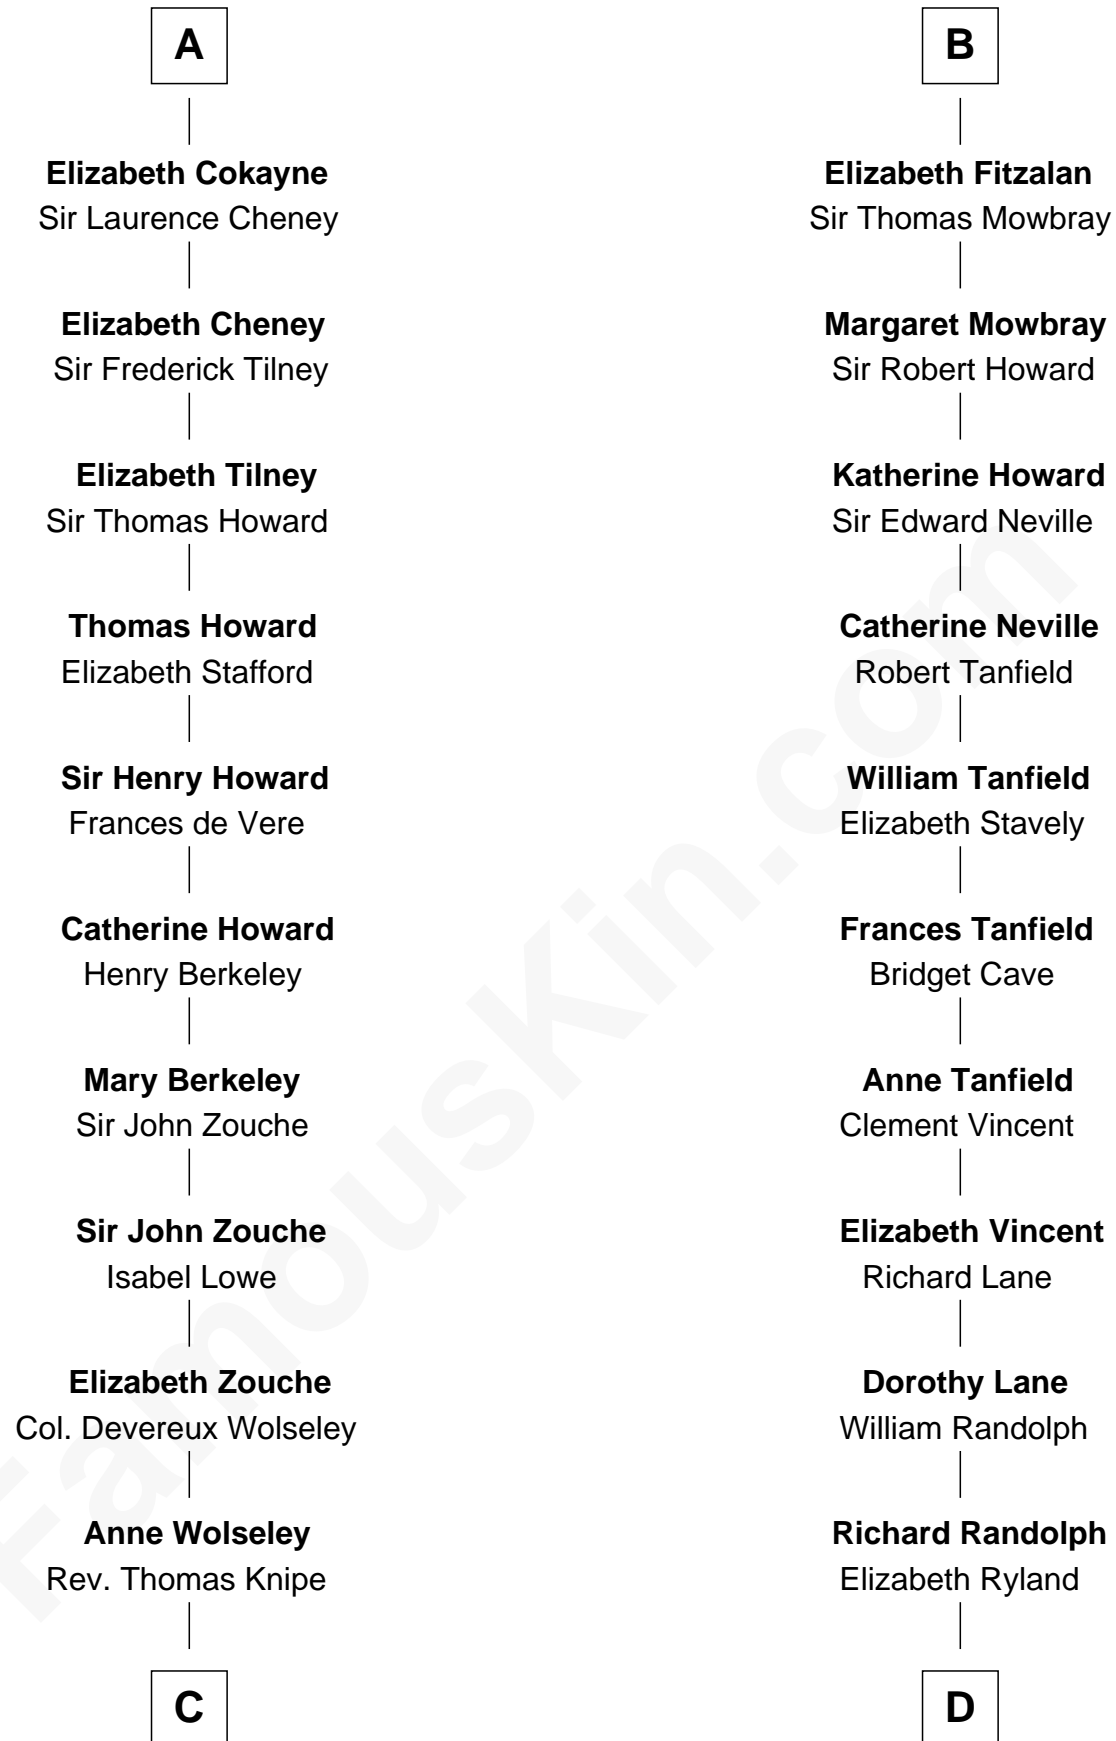 A
Elizabeth Cokayne
Sir Laurence Cheney
Elizabeth Cheney
Sir Frederick Tilney
Elizabeth Tilney
Sir Thomas Howard
Thomas Howard
Elizabeth Stafford
Sir Henry Howard
Frances de Vere
Catherine Howard
Henry Berkeley
Mary Berkeley
Sir John Zouche
Sir John Zouche
Isabel Lowe
Elizabeth Zouche
Col. Devereux Wolseley
Anne Wolseley
Rev. Thomas Knipe
C
B
Elizabeth Fitzalan
Sir Thomas Mowbray
Margaret Mowbray
Sir Robert Howard
Katherine Howard
Sir Edward Neville
Catherine Neville
Robert Tanfield
William Tanfield
Elizabeth Stavely
Frances Tanfield
Bridget Cave
Anne Tanfield
Clement Vincent
Elizabeth Vincent
Richard Lane
Dorothy Lane
William Randolph
Richard Randolph
Elizabeth Ryland
D
FamousKin.com